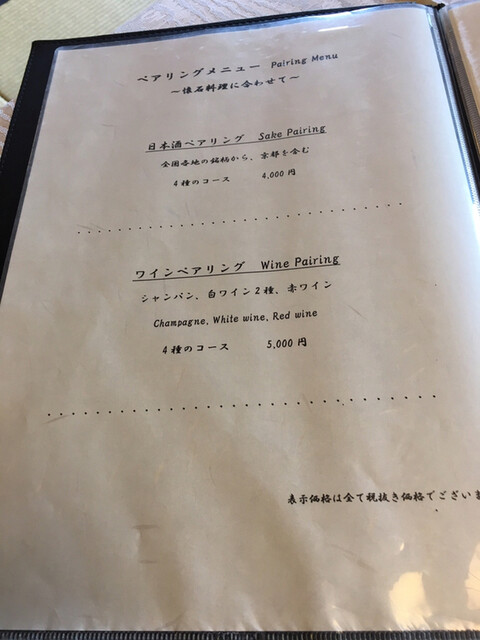 ペアリングメニュー Pairing Menu
～懐石料理に合わせて～
日本酒ペアリング Sake Pairing
全国各地の銘柄から、京都を含む
4種のコース 4,000円
ワインペアリング Wine Pairing
シャンパン、白ワイン2種、赤ワイン
Champagne, White wine, Red wine
4種のコース 5,000円
表示価格は全て税抜き価格でございま